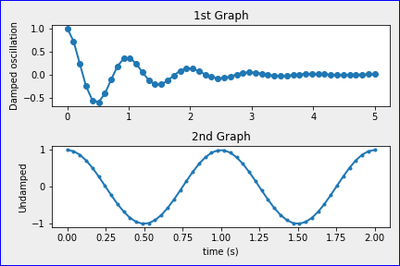 1st Graph
Damped oscillation
1.0
0.5
0.0
−0.5
0 1 2 3 4 5
2nd Graph
Undamped
1
0
−1
0.00 0.25 0.50 0.75 1.00 1.25 1.50 1.75 2.00
time (s)